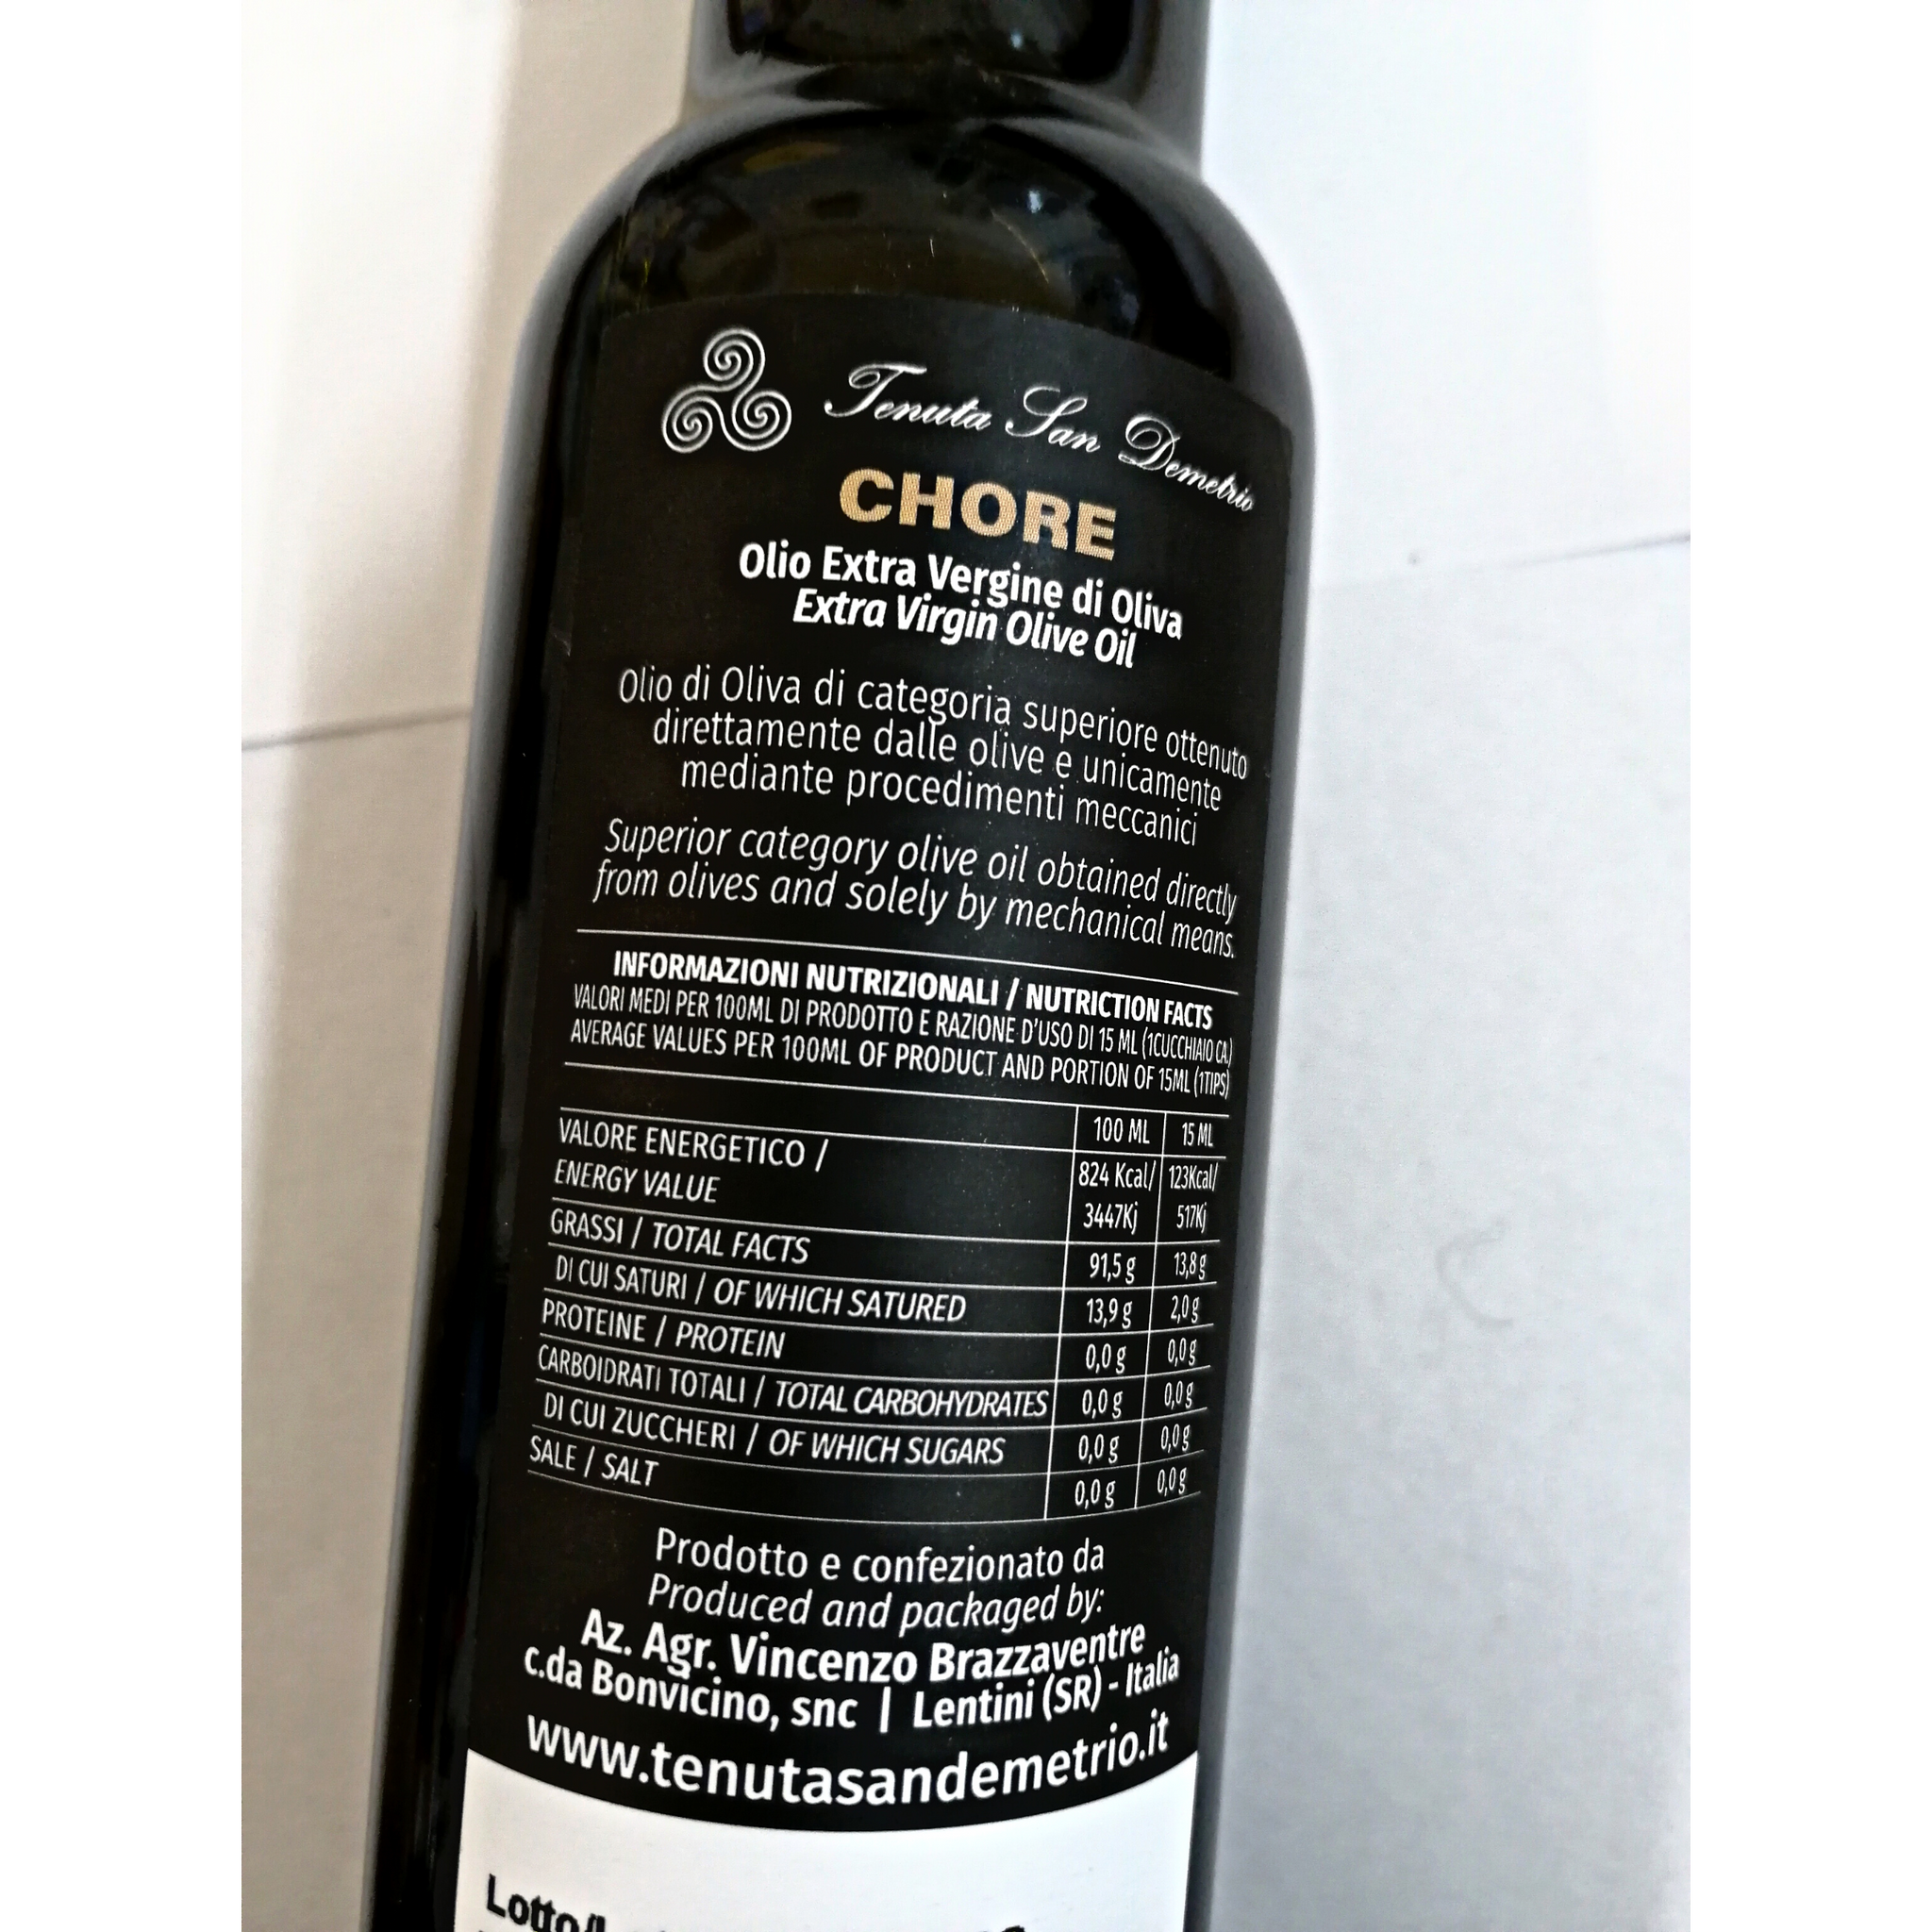 Tenuta San Demetrio
CHORE
Olio Extra Vergine di Oliva
Extra Virgin Olive Oil
Olio di Oliva di categoria superiore ottenuto
direttamente dalle olive e unicamente
mediante procedimenti meccanici
Superior category olive oil obtained directly
from olives and solely by mechanical means.
INFORMAZIONI NUTRIZIONALI / NUTRICTION FACTS
VALORI MEDI PER 100ML DI PRODOTTO E RAZIONE D'USO DI 15 ML (1CUCCHIAIO CA.)
AVERAGE VALUES PER 100ML OF PRODUCT AND PORTION OF 15ML (1TIPS)
100 ML 15 ML
VALORE ENERGETICO / 824 Kcal/ 123Kcal/
ENERGY VALUE 3447Kj 517Kj
GRASSI / TOTAL FACTS 91,5 g 13,8 g
DI CUI SATURI / OF WHICH SATURED 13,9 g 2,0 g
PROTEINE / PROTEIN 0,0 g 0,0 g
CARBOIDRATI TOTALI / TOTAL CARBOHYDRATES 0,0 g 0,0 g
DI CUI ZUCCHERI / OF WHICH SUGARS 0,0 g 0,0 g
SALE / SALT 0,0 g 0,0 g
Prodotto e confezionato da
Produced and packaged by:
Az. Agr. Vincenzo Brazzaventre
c.da Bonvicino, snc | Lentini (SR) - Italia
www.tenutasandemetrio.it